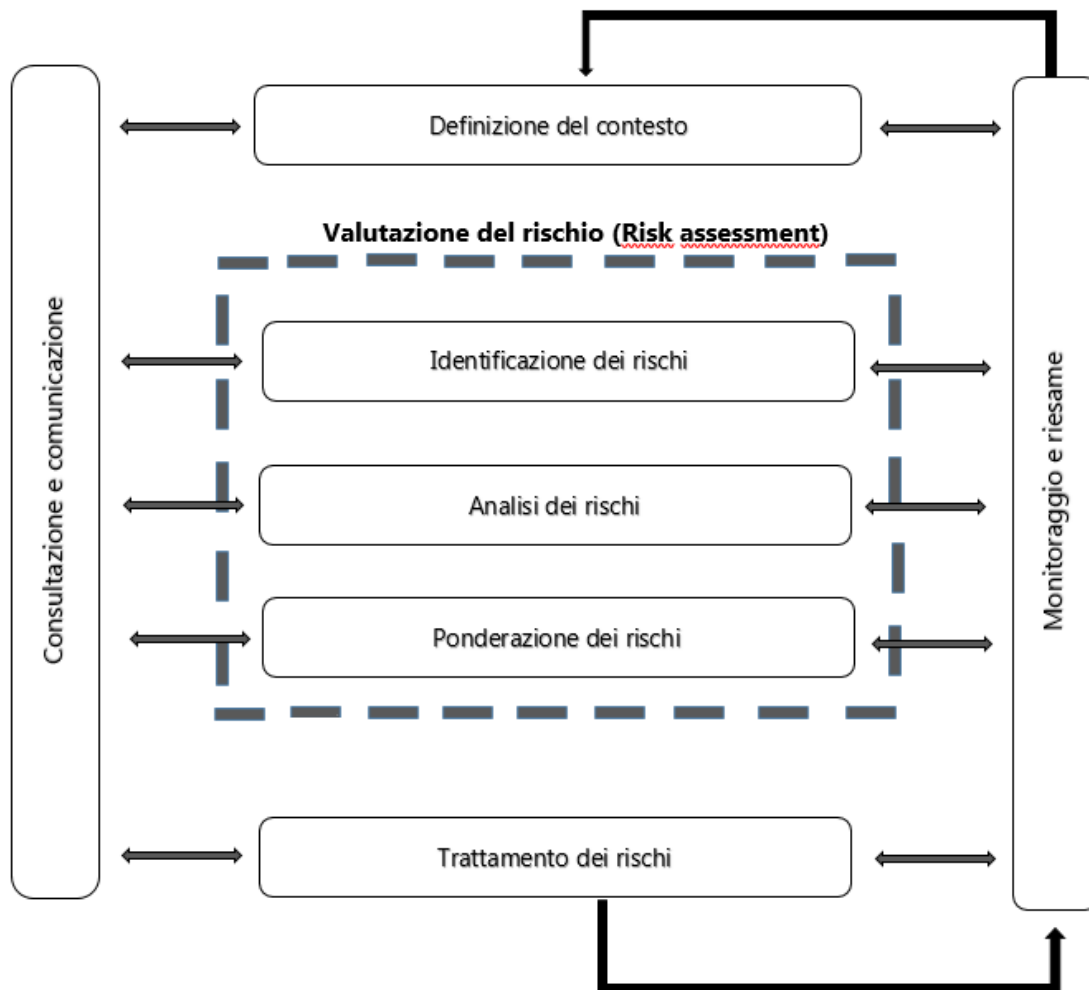 Definizione del contesto
Valutazione del rischio (Risk assessment)
Consultazione e comunicazione
Identificazione dei rischi
Analisi dei rischi
Ponderazione dei rischi
Monitoraggio e riesame
Trattamento dei rischi